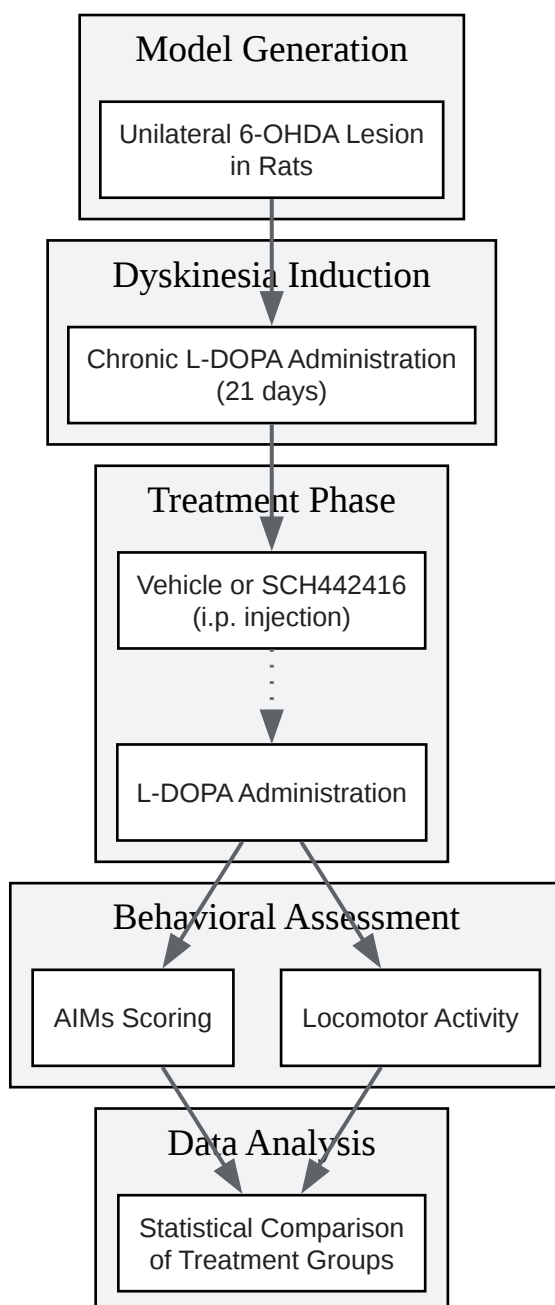 Model Generation
Unilateral 6-OHDA Lesion
in Rats
Dyskinesia Induction
Chronic L-DOPA Administration
(21 days)
Treatment Phase
Vehicle or SCH442416
(i.p. injection)
L-DOPA Administration
Behavioral Assessment
AIMs Scoring
Locomotor Activity
Data Analysis
Statistical Comparison
of Treatment Groups